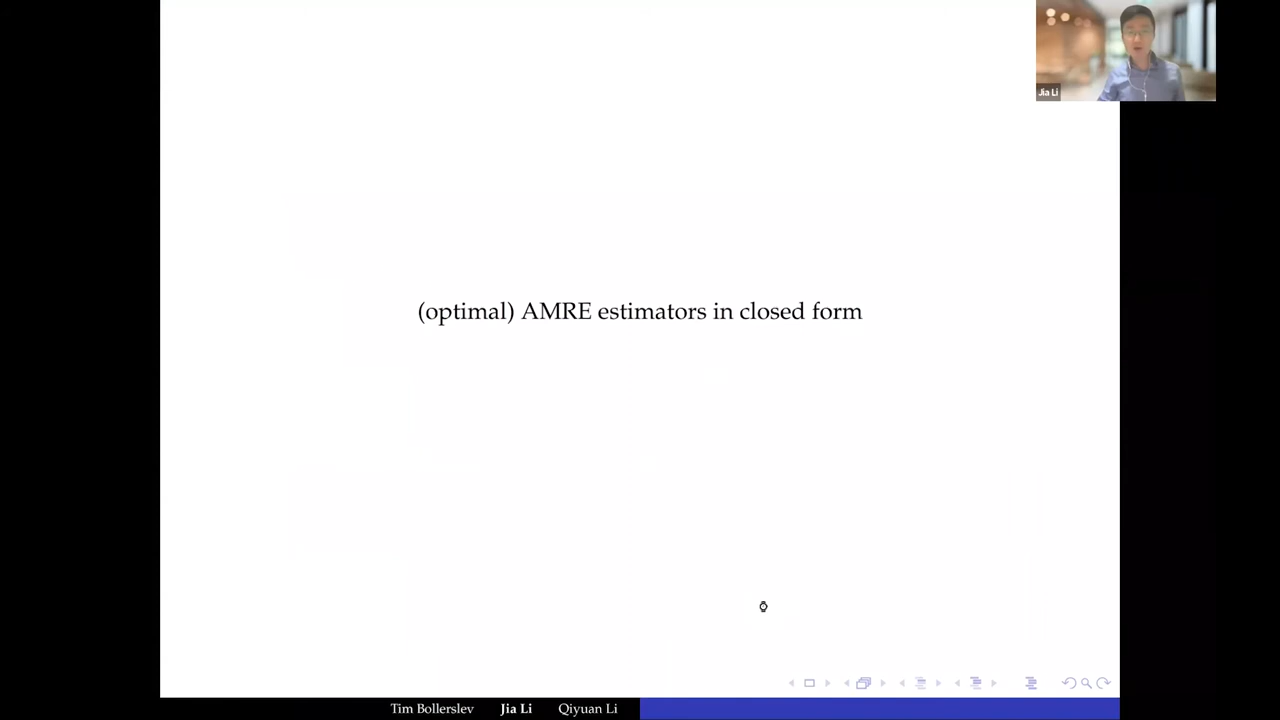 Jia Li
(optimal) AMRE estimators in closed form
Tim Bollerslev Jia Li Qiyuan Li